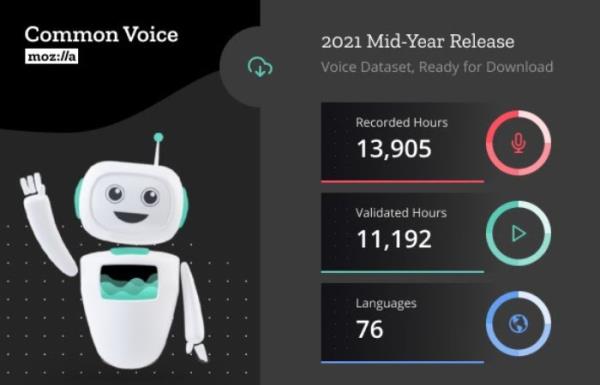 Common Voice
moz://a
2021 Mid-Year Release
Voice Dataset, Ready for Download
Recorded Hours
13,905
Validated Hours
11,192
Languages
76